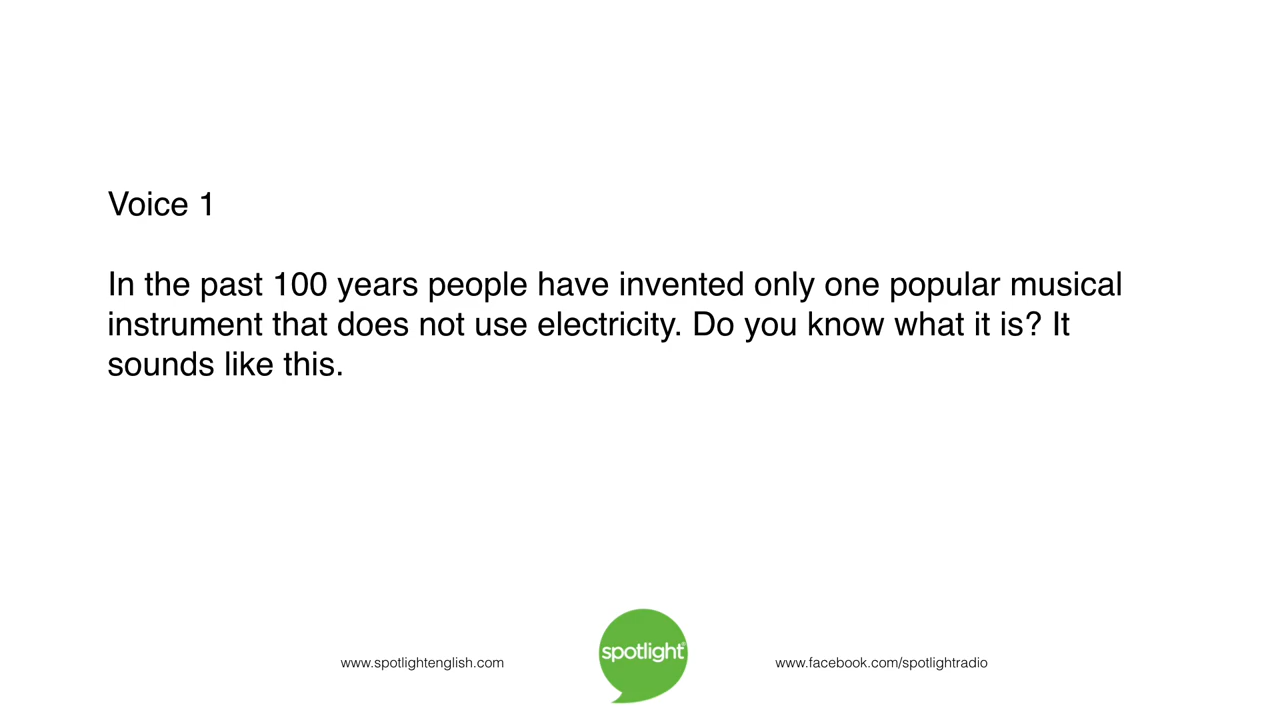 Voice 1
In the past 100 years people have invented only one popular musical
instrument that does not use electricity. Do you know what it is? It
sounds like this.
www.spotlightenglish.com
spotlight®
www.facebook.com/spotlightradio